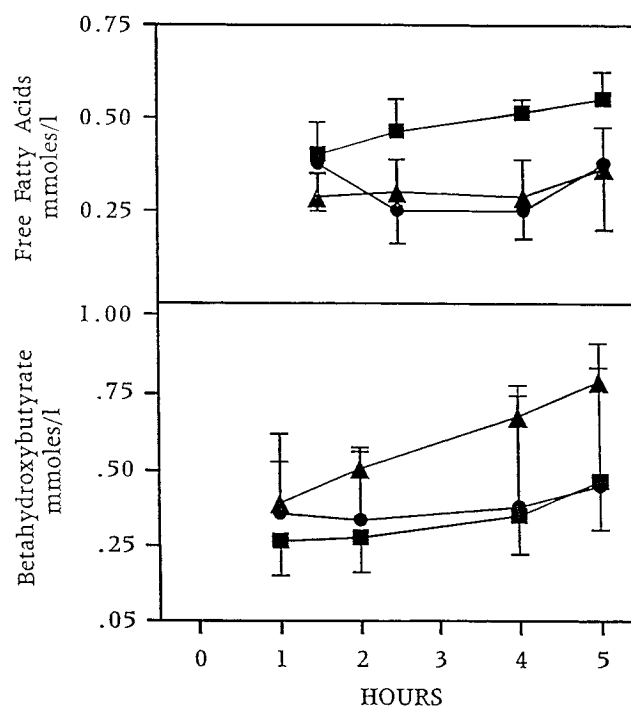 Free Fatty Acids
mmoles/l
0.75
0.50
0.25
Betahydroxybutyrate
mmoles/l
1.00
.75
.50
.25
.05
0 1 2 3 4 5
HOURS